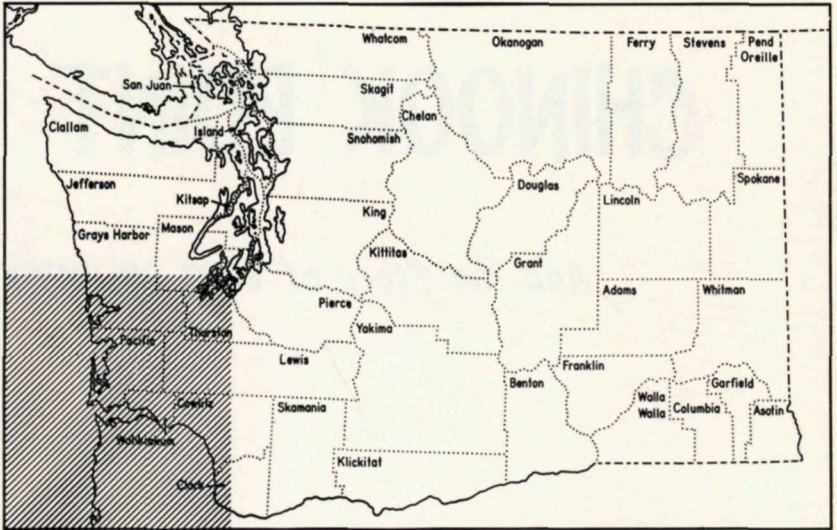 Whatcom
Okanogan
Ferry
Stevens
Pend
Oreille
San Juan
Skagit
Chelan
Clallam
Island
Snohomish
Jefferson
Kitsap
Douglas
Spokane
Lincoln
King
Grays Harbor
Mason
Kittitas
Grant
Adams
Whitman
Pierce
Yakima
Pacific
Thurston
Lewis
Franklin
Benton
Walla
Walla
Columbia
Garfield
Asotin
Cowlitz
Skamania
Wahkiakum
Klickitat
Clark